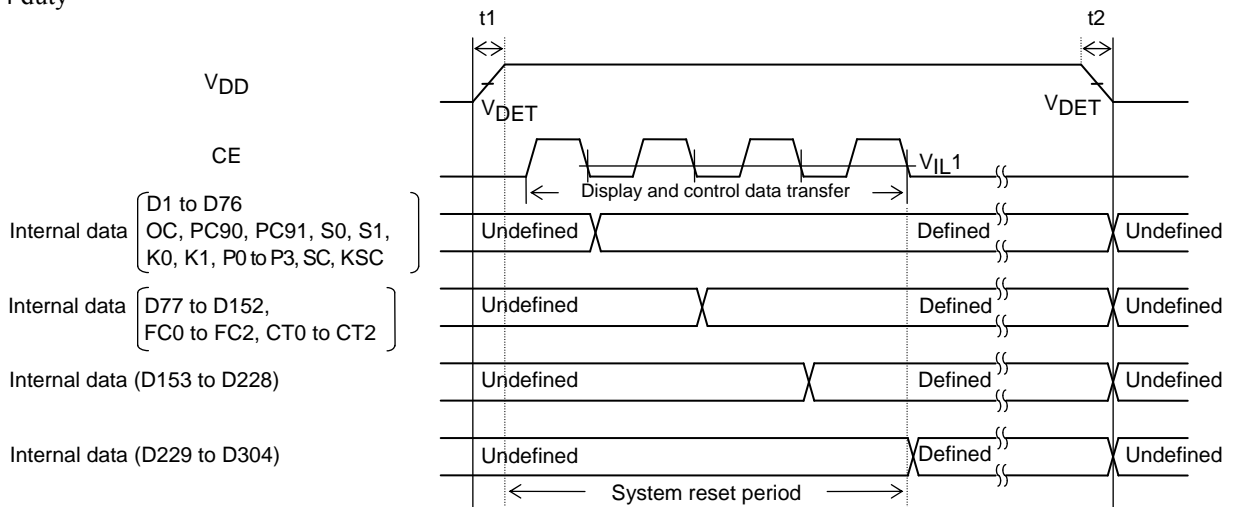 duty
t1
t2
VDD
VDET
VDET
CE
VIL1
Display and control data transfer
Internal data
D1 to D76
OC, PC90, PC91, S0, S1,
K0, K1, P0 to P3, SC, KSC
Undefined
Defined
Undefined
Internal data
D77 to D152,
FC0 to FC2, CT0 to CT2
Undefined
Defined
Undefined
Internal data (D153 to D228)
Undefined
Defined
Undefined
Internal data (D229 to D304)
Undefined
Defined
Undefined
System reset period